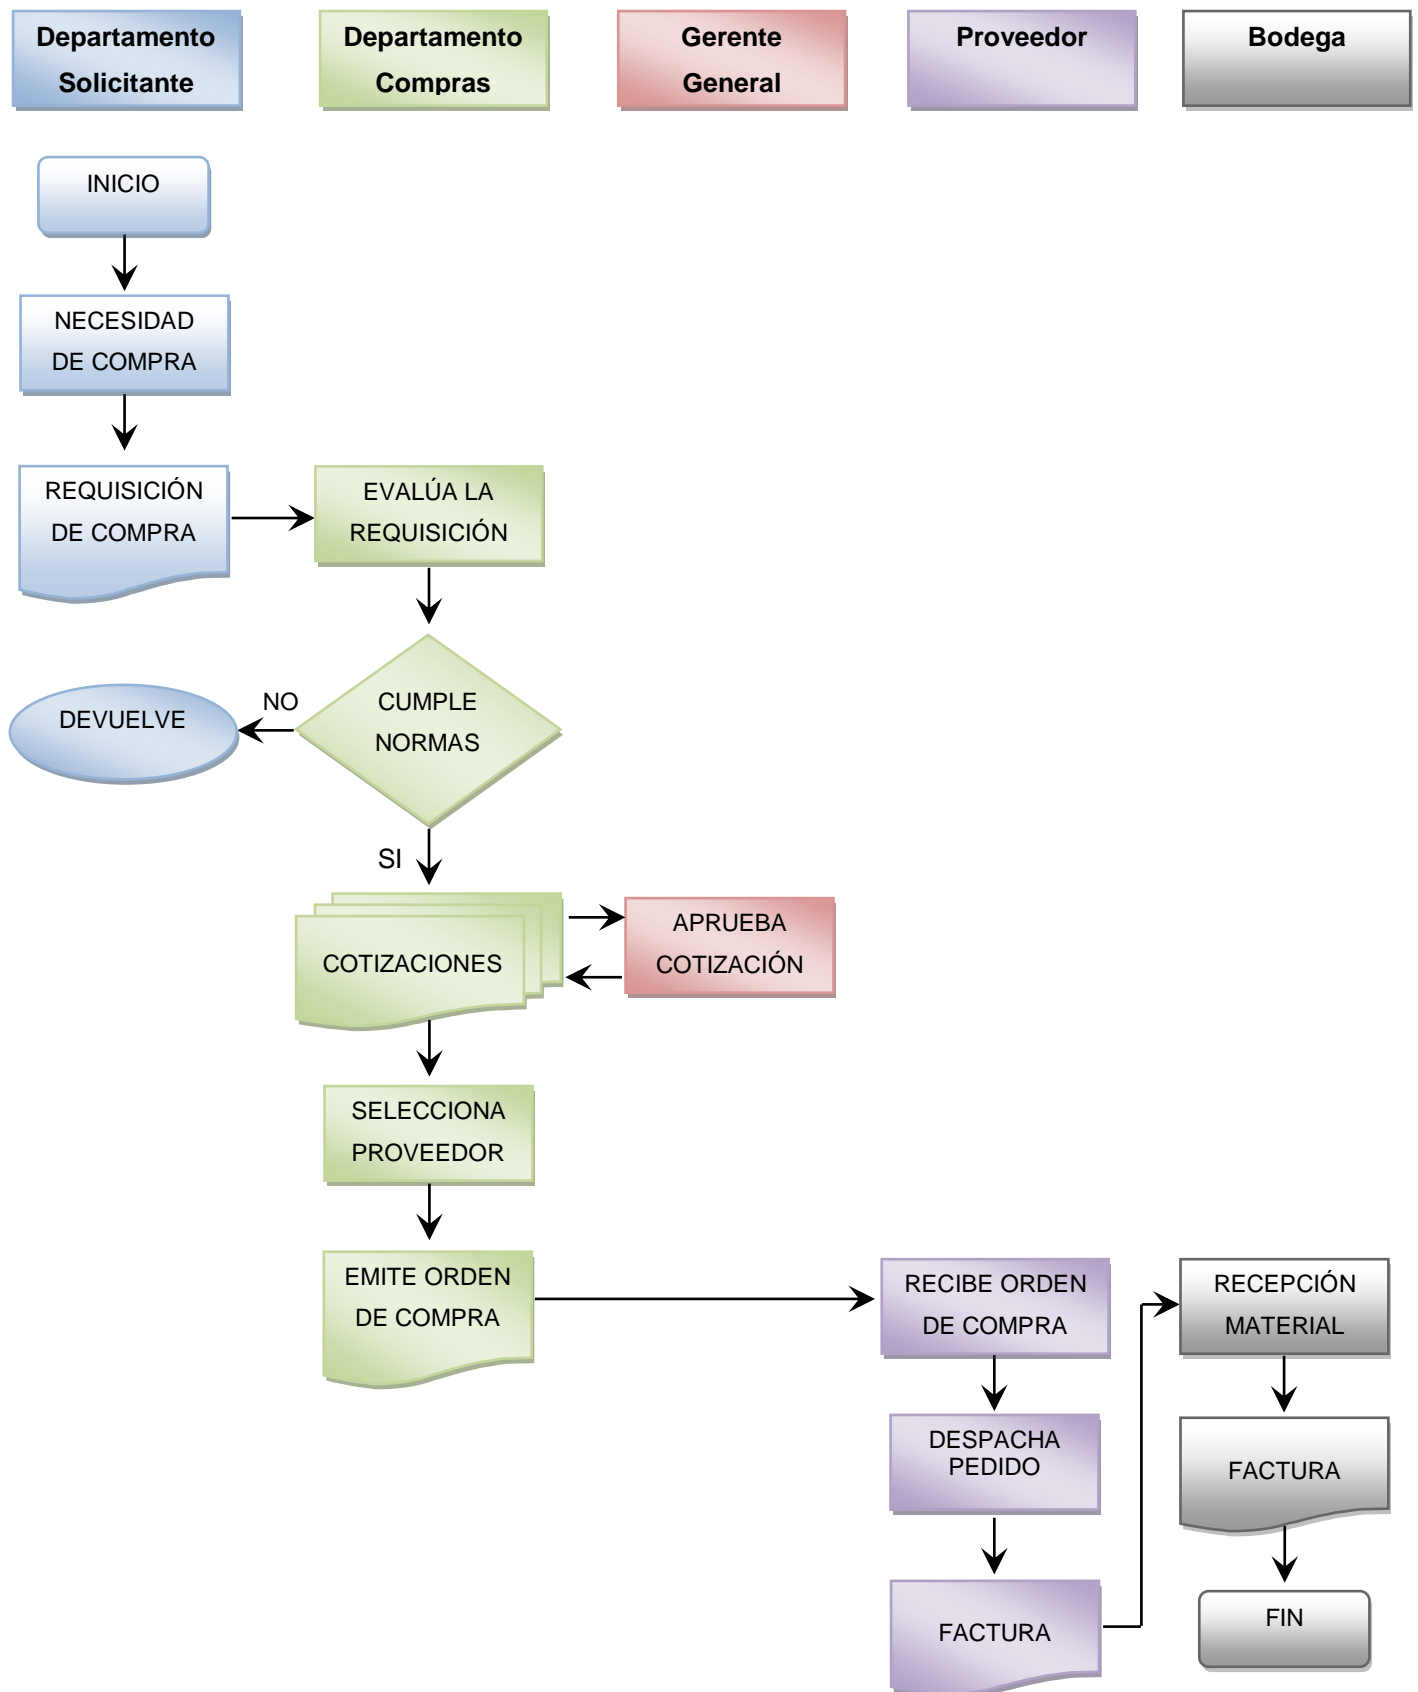 Departamento
Solicitante
Departamento
Compras
Gerente
General
Proveedor
Bodega
INICIO
NECESIDAD
DE COMPRA
REQUISICIÓN
DE COMPRA
EVALÚA LA
REQUISICIÓN
DEVUELVE
NO
CUMPLE
NORMAS
SI
COTIZACIONES
APRUEBA
COTIZACIÓN
SELECCIONA
PROVEEDOR
EMITE ORDEN
DE COMPRA
RECIBE ORDEN
DE COMPRA
RECEPCIÓN
MATERIAL
DESPACHA
PEDIDO
FACTURA
FACTURA
FIN